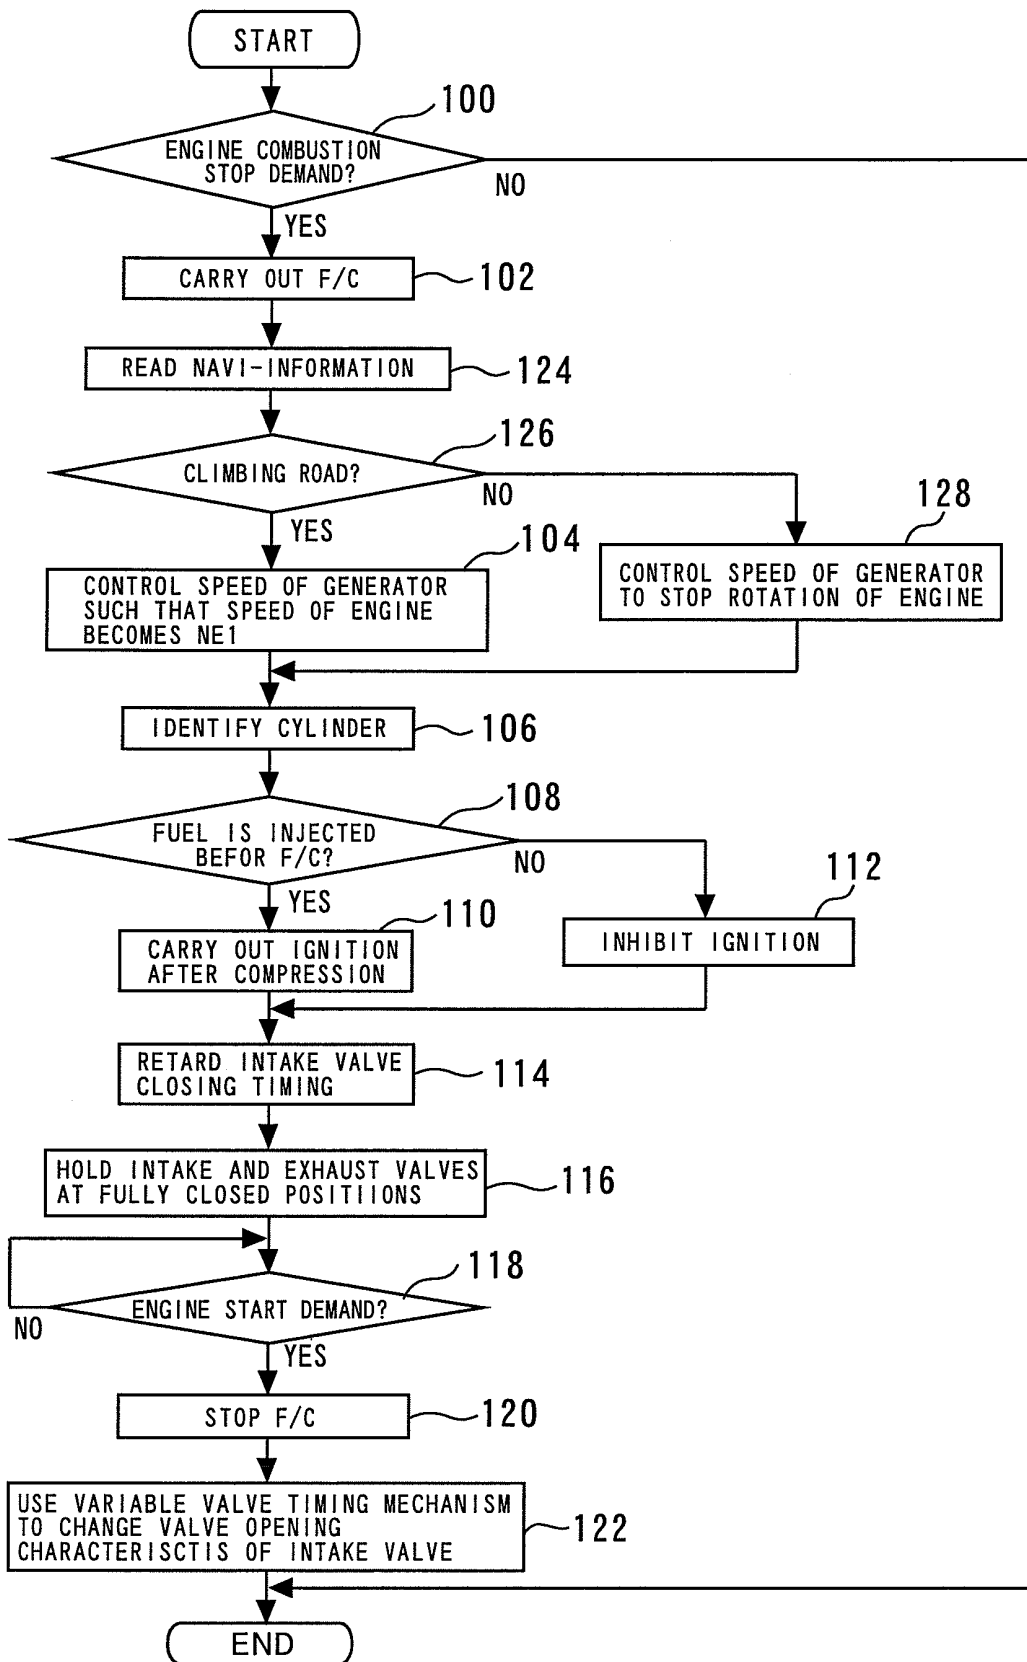 START
100
ENGINE COMBUSTION
STOP DEMAND?
NO
YES
CARRY OUT F/C
102
READ NAVI-INFORMATION
124
126
CLIMBING ROAD?
NO
YES
128
104
CONTROL SPEED OF GENERATOR
TO STOP ROTATION OF ENGINE
CONTROL SPEED OF GENERATOR
SUCH THAT SPEED OF ENGINE
BECOMES NE1
IDENTIFY CYLINDER
106
108
FUEL IS INJECTED
BEFOR F/C?
NO
YES
112
110
CARRY OUT IGNITION
AFTER COMPRESSION
INHIBIT IGNITION
RETARD INTAKE VALVE
CLOSING TIMING
114
HOLD INTAKE AND EXHAUST VALVES
AT FULLY CLOSED POSITIIONS
116
118
ENGINE START DEMAND?
NO
YES
STOP F/C
120
USE VARIABLE VALVE TIMING MECHANISM
TO CHANGE VALVE OPENING
CHARACTERISCTIS OF INTAKE VALVE
122
END